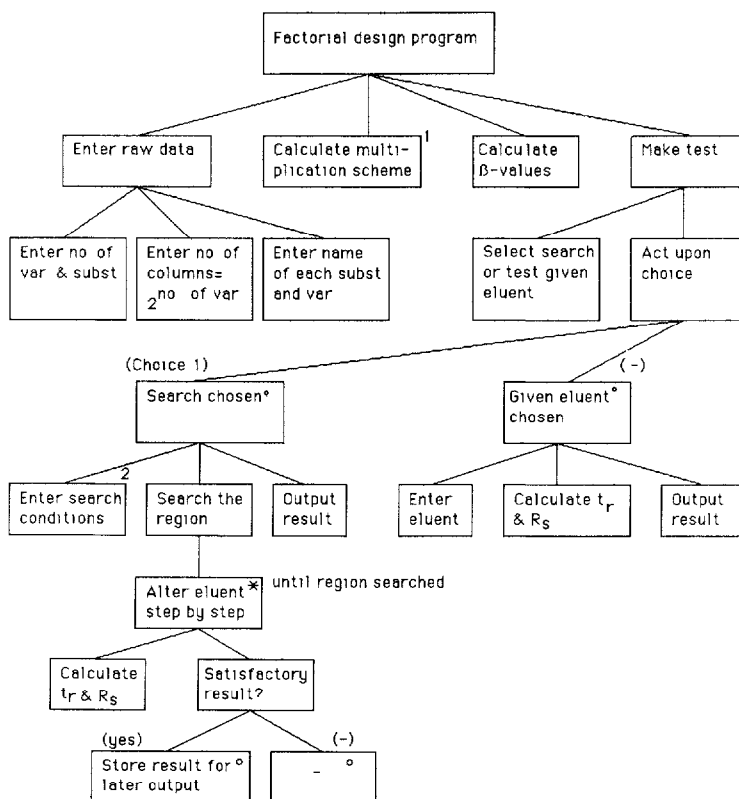 Factorial design program
Enter raw data
Calculate multi-
plication scheme
1
Calculate
β-values
Make test
Enter no of
var & subst
Enter no of
columns=
2^no of var
Enter name
of each subst
and var
Select search
or test given
eluent
Act upon
choice
(Choice 1)
(-)
Search chosen°
Given eluent°
chosen
Enter search
conditions
2
Search the
region
Output
result
Enter
eluent
Calculate tr
& Rs
Output
result
Alter eluent*
step by step
until region searched
Calculate
tr & Rs
Satisfactory
result?
(yes)
(-)
Store result for°
later output
- °